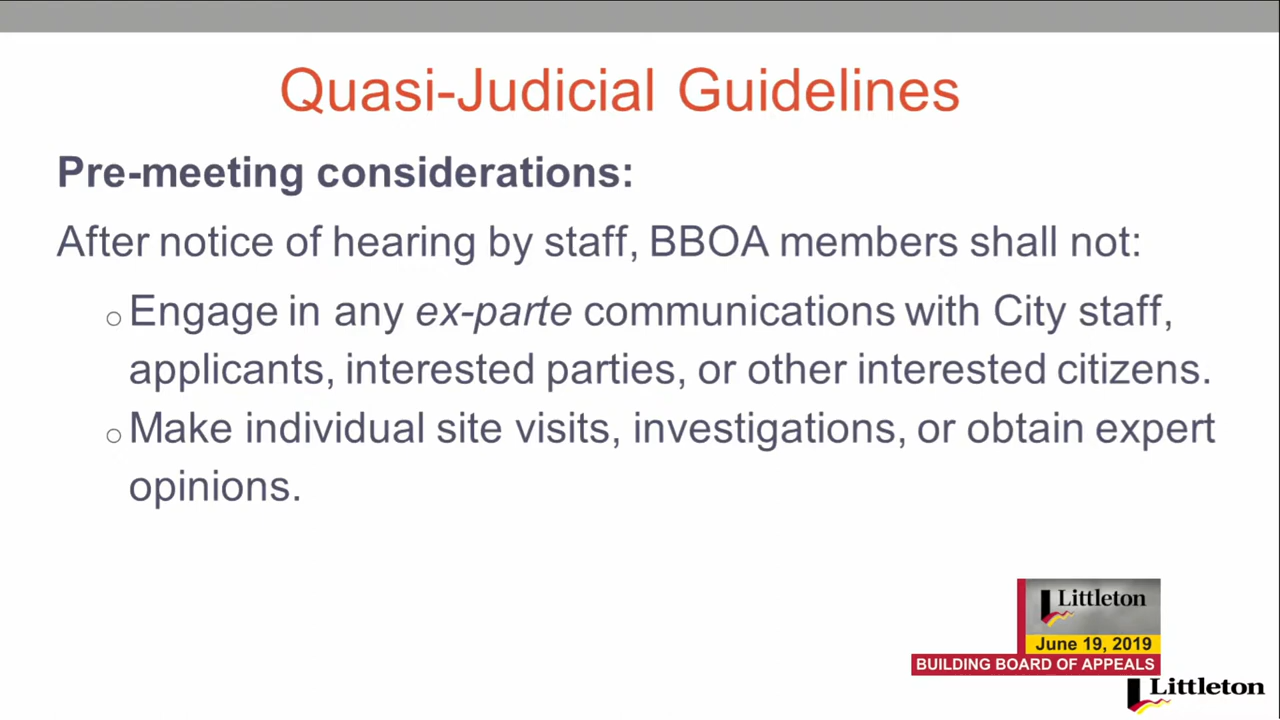 Quasi-Judicial Guidelines
Pre-meeting considerations:
After notice of hearing by staff, BBOA members shall not:
○ Engage in any ex-parte communications with City staff,
applicants, interested parties, or other interested citizens.
○ Make individual site visits, investigations, or obtain expert
opinions.
Littleton
June 19, 2019
BUILDING BOARD OF APPEALS
Littleton